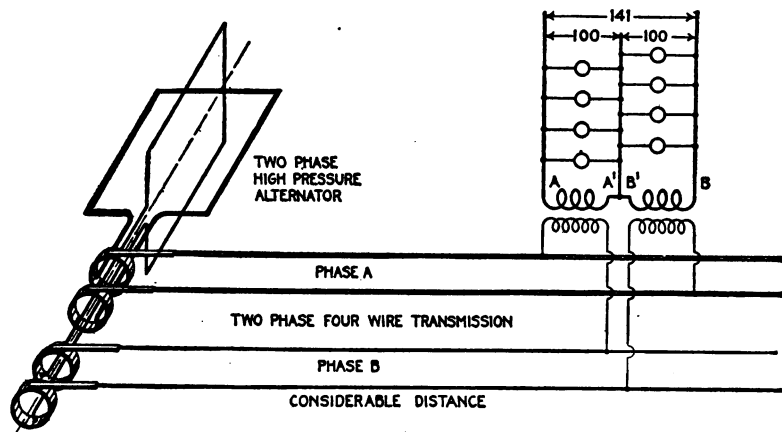 141
100 100
TWO PHASE
HIGH PRESSURE
ALTERNATOR
A A' B' B
PHASE A
TWO PHASE FOUR WIRE TRANSMISSION
PHASE B
CONSIDERABLE DISTANCE